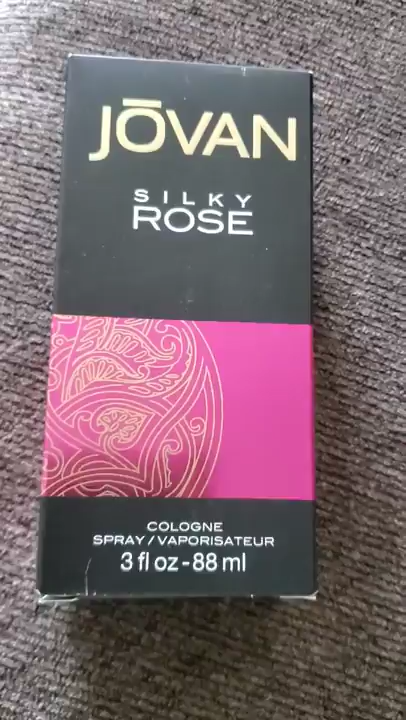 JŌVAN
SILKY
ROSE
COLOGNE
SPRAY/VAPORISATEUR
3 fl oz-88 ml